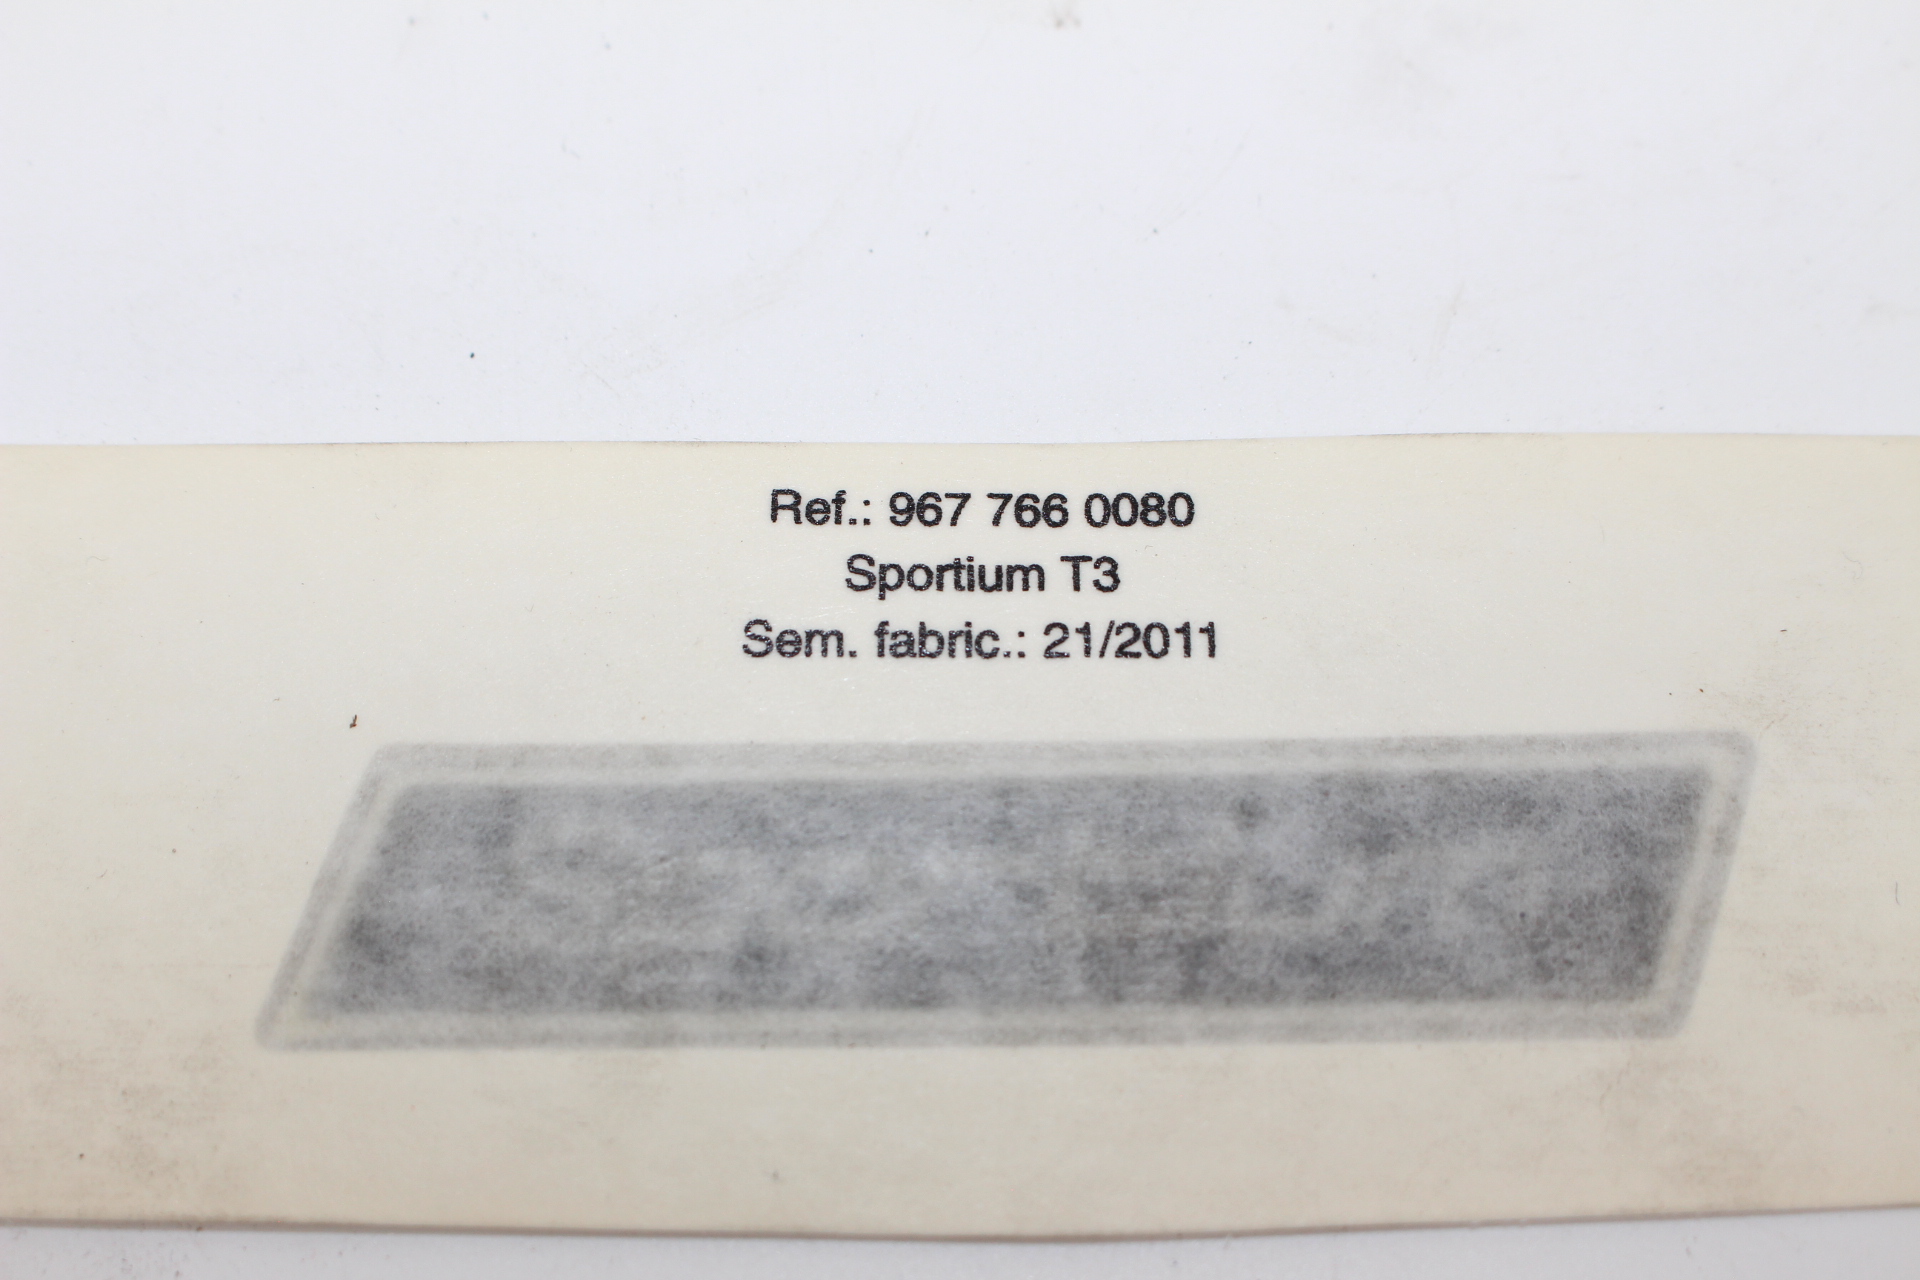 Ref.: 967 766 0080
Sportium T3
Sem. fabric.: 21/2011